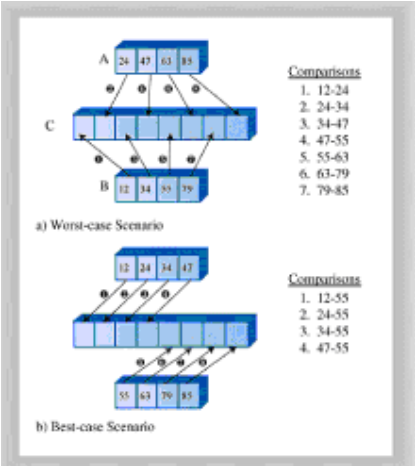 A
24 47 63 85
C
B
12 34 55 79
a) Worst-case Scenario
Comparisons
1. 12-24
2. 24-34
3. 34-47
4. 47-55
5. 55-63
6. 63-79
7. 79-85
12 24 34 47
55 63 79 85
b) Best-case Scenario
Comparisons
1. 12-55
2. 24-55
3. 34-55
4. 47-55